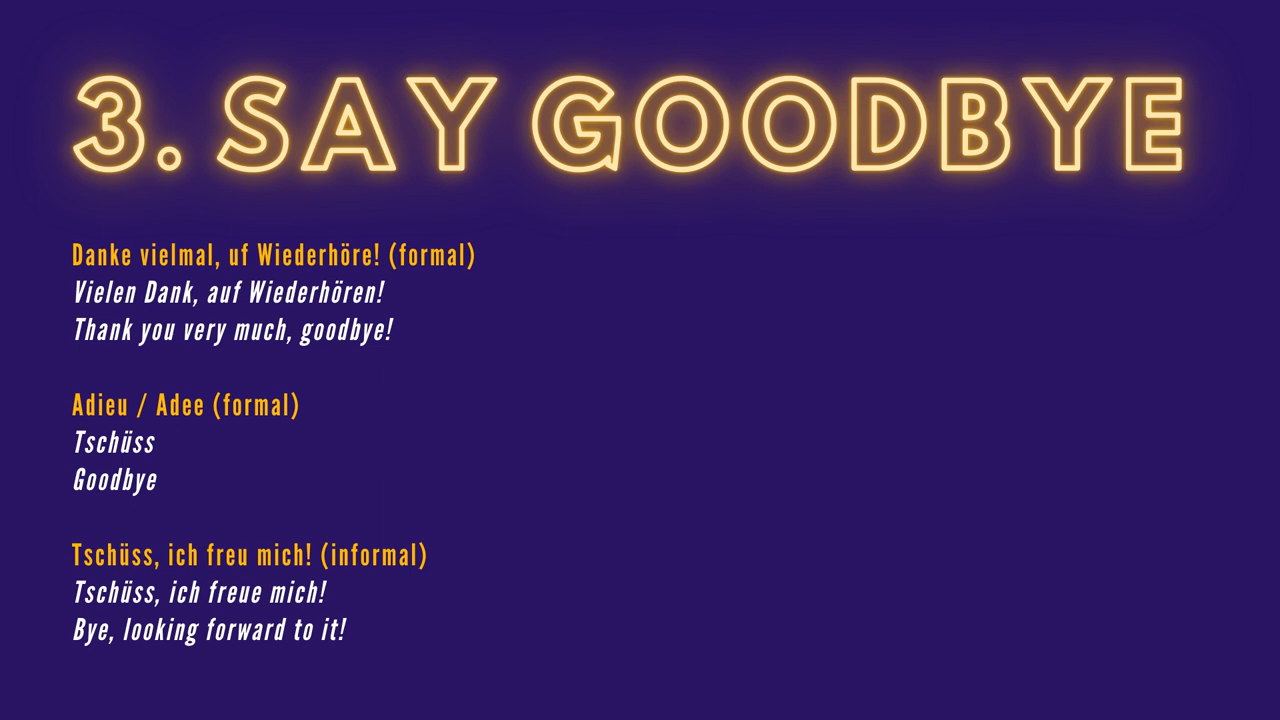 3. SAY GOODBYE
Danke vielmal, uf Wiederhöre! (formal)
Vielen Dank, auf Wiederhören!
Thank you very much, goodbye!
Adieu / Adee (formal)
Tschüss
Goodbye
Tschüss, ich freu mich! (informal)
Tschüss, ich freue mich!
Bye, looking forward to it!